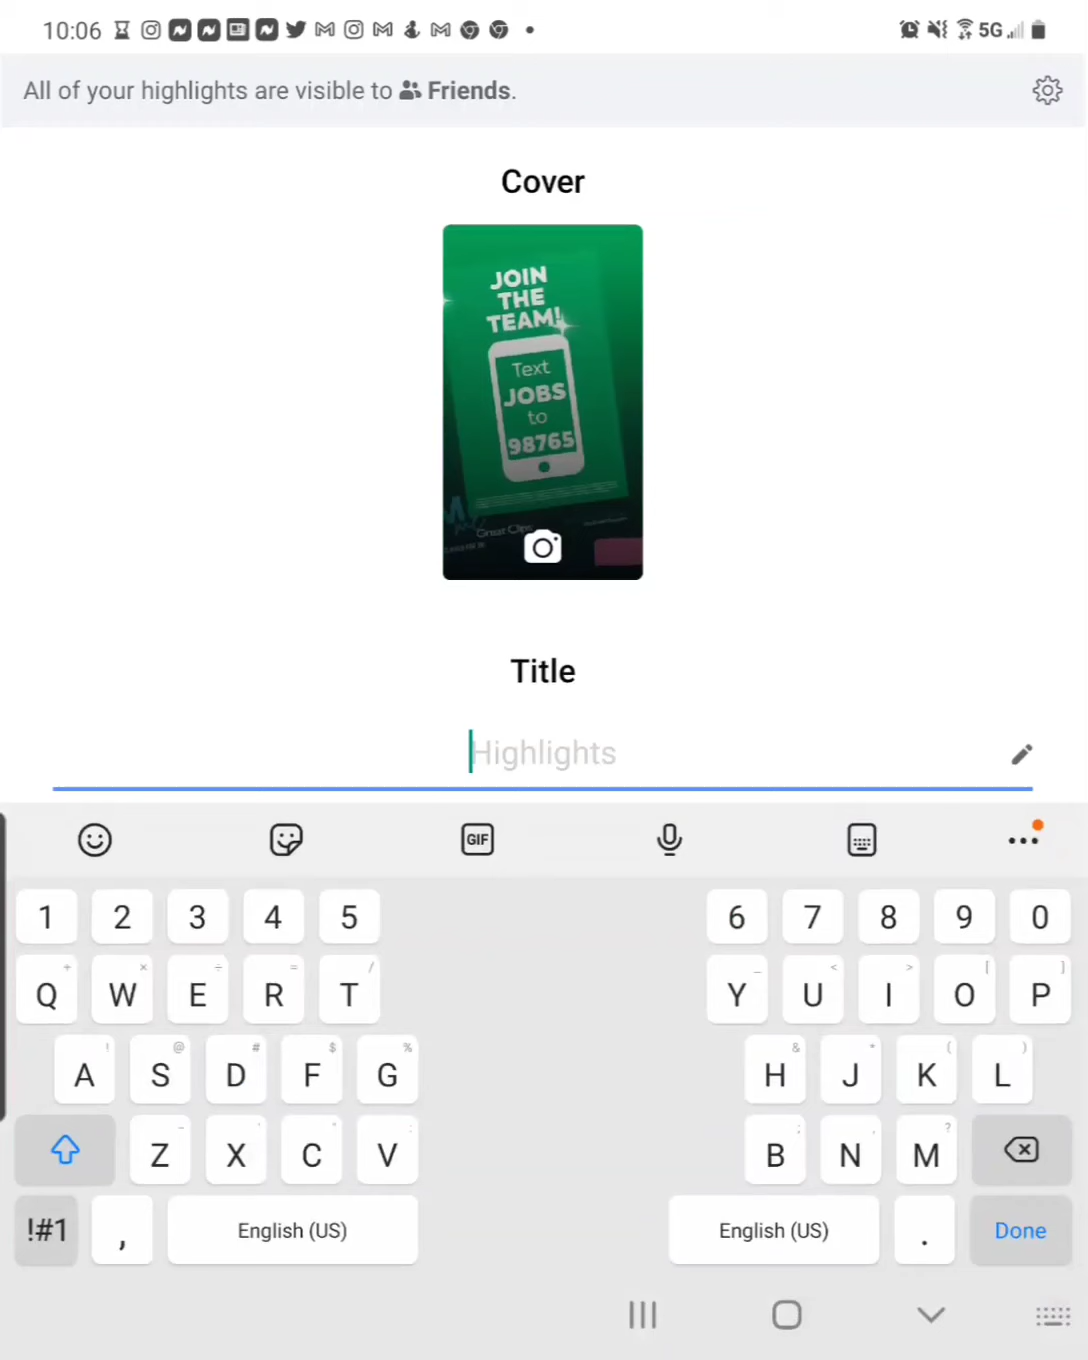 10:06 5G
All of your highlights are visible to Friends.
Cover
JOIN
THE
TEAM!
Text
JOBS
to
98765
Great Clips
Title
Highlights
GIF
1 2 3 4 5 6 7 8 9 0
Q W E R T Y U I O P
A S D F G H J K L
Z X C V B N M
!#1 , English (US) English (US) . Done